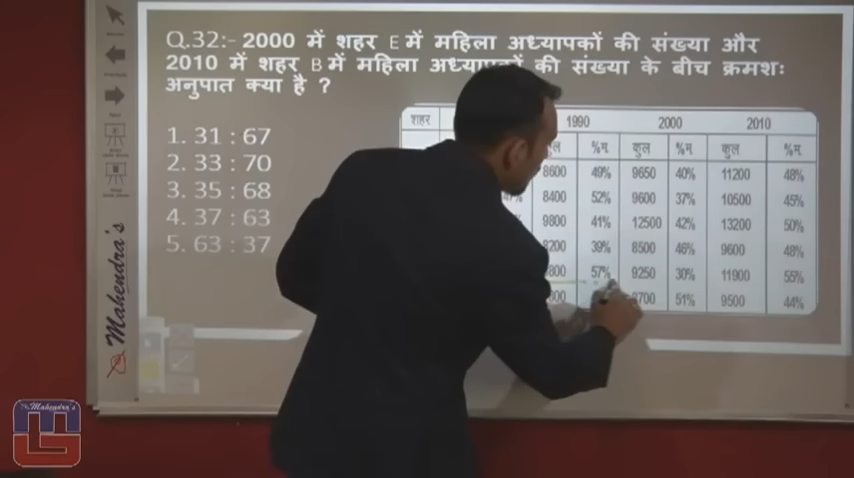 Q.32:- 2000 में शहर E में महिला अध्यापकों की संख्या और
2010 में शहर B में महिला अध्यापकों की संख्या के बीच क्रमशः
अनुपात क्या है ?
1. 31 : 67
2. 33 : 70
3. 35 : 68
4. 37 : 63
5. 63 : 37
शहर 1990 2000 2010
%म. कुल %म. कुल %म.
8600 49% 9650 40% 11200 48%
8400 52% 9600 37% 10500 45%
9800 41% 12500 42% 13200 50%
8200 39% 8500 46% 9600 48%
57% 9250 30% 11900 55%
51% 9500 44%
Mahendra's
Mahendra's